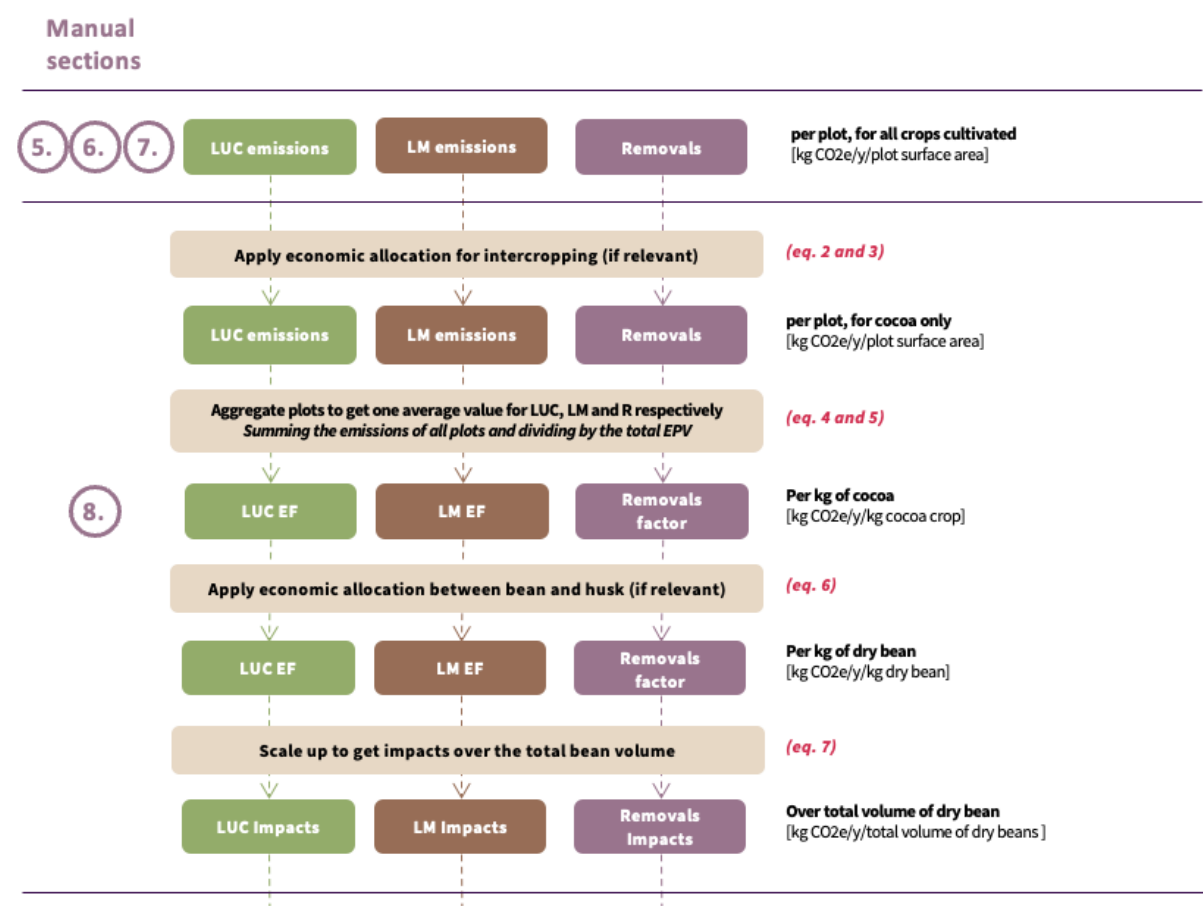 Manual
sections
5. 6. 7.
LUC emissions
LM emissions
Removals
per plot, for all crops cultivated
[kg CO2e/y/plot surface area]
Apply economic allocation for intercropping (if relevant)
(eq. 2 and 3)
LUC emissions
LM emissions
Removals
per plot, for cocoa only
[kg CO2e/y/plot surface area]
Aggregate plots to get one average value for LUC, LM and R respectively
Summing the emissions of all plots and dividing by the total EPV
(eq. 4 and 5)
8.
LUC EF
LM EF
Removals
factor
Per kg of cocoa
[kg CO2e/y/kg cocoa crop]
Apply economic allocation between bean and husk (if relevant)
(eq. 6)
LUC EF
LM EF
Removals
factor
Per kg of dry bean
[kg CO2e/y/kg dry bean]
Scale up to get impacts over the total bean volume
(eq. 7)
LUC Impacts
LM Impacts
Removals
Impacts
Over total volume of dry bean
[kg CO2e/y/total volume of dry beans ]